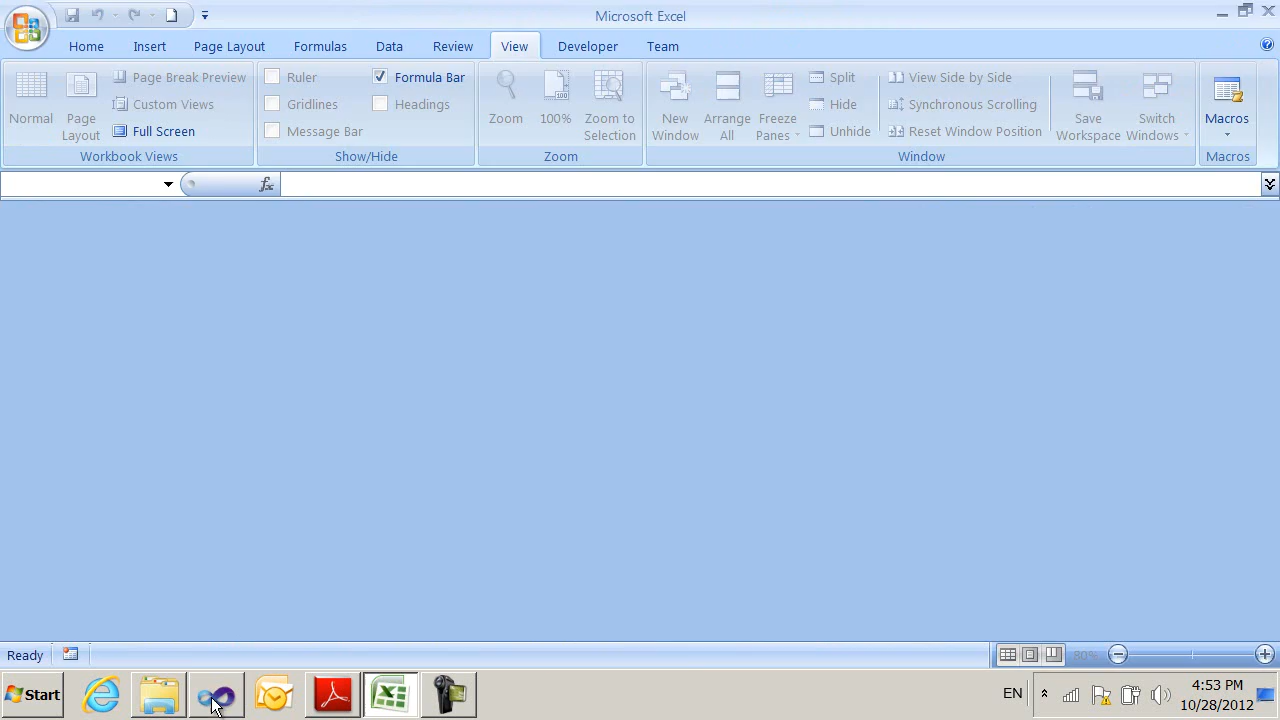 Microsoft Excel
Home Insert Page Layout Formulas Data Review View Developer Team
Normal
Page Layout
Page Break Preview
Custom Views
Full Screen
Workbook Views
Ruler
Gridlines
Message Bar
Formula Bar
Headings
Show/Hide
Zoom
100%
Zoom to Selection
Zoom
New Window
Arrange All
Freeze Panes
Split
Hide
Unhide
View Side by Side
Synchronous Scrolling
Reset Window Position
Save Workspace
Switch Windows
Window
Macros
Macros
fx
Ready
80%
Start
EN
4:53 PM
10/28/2012